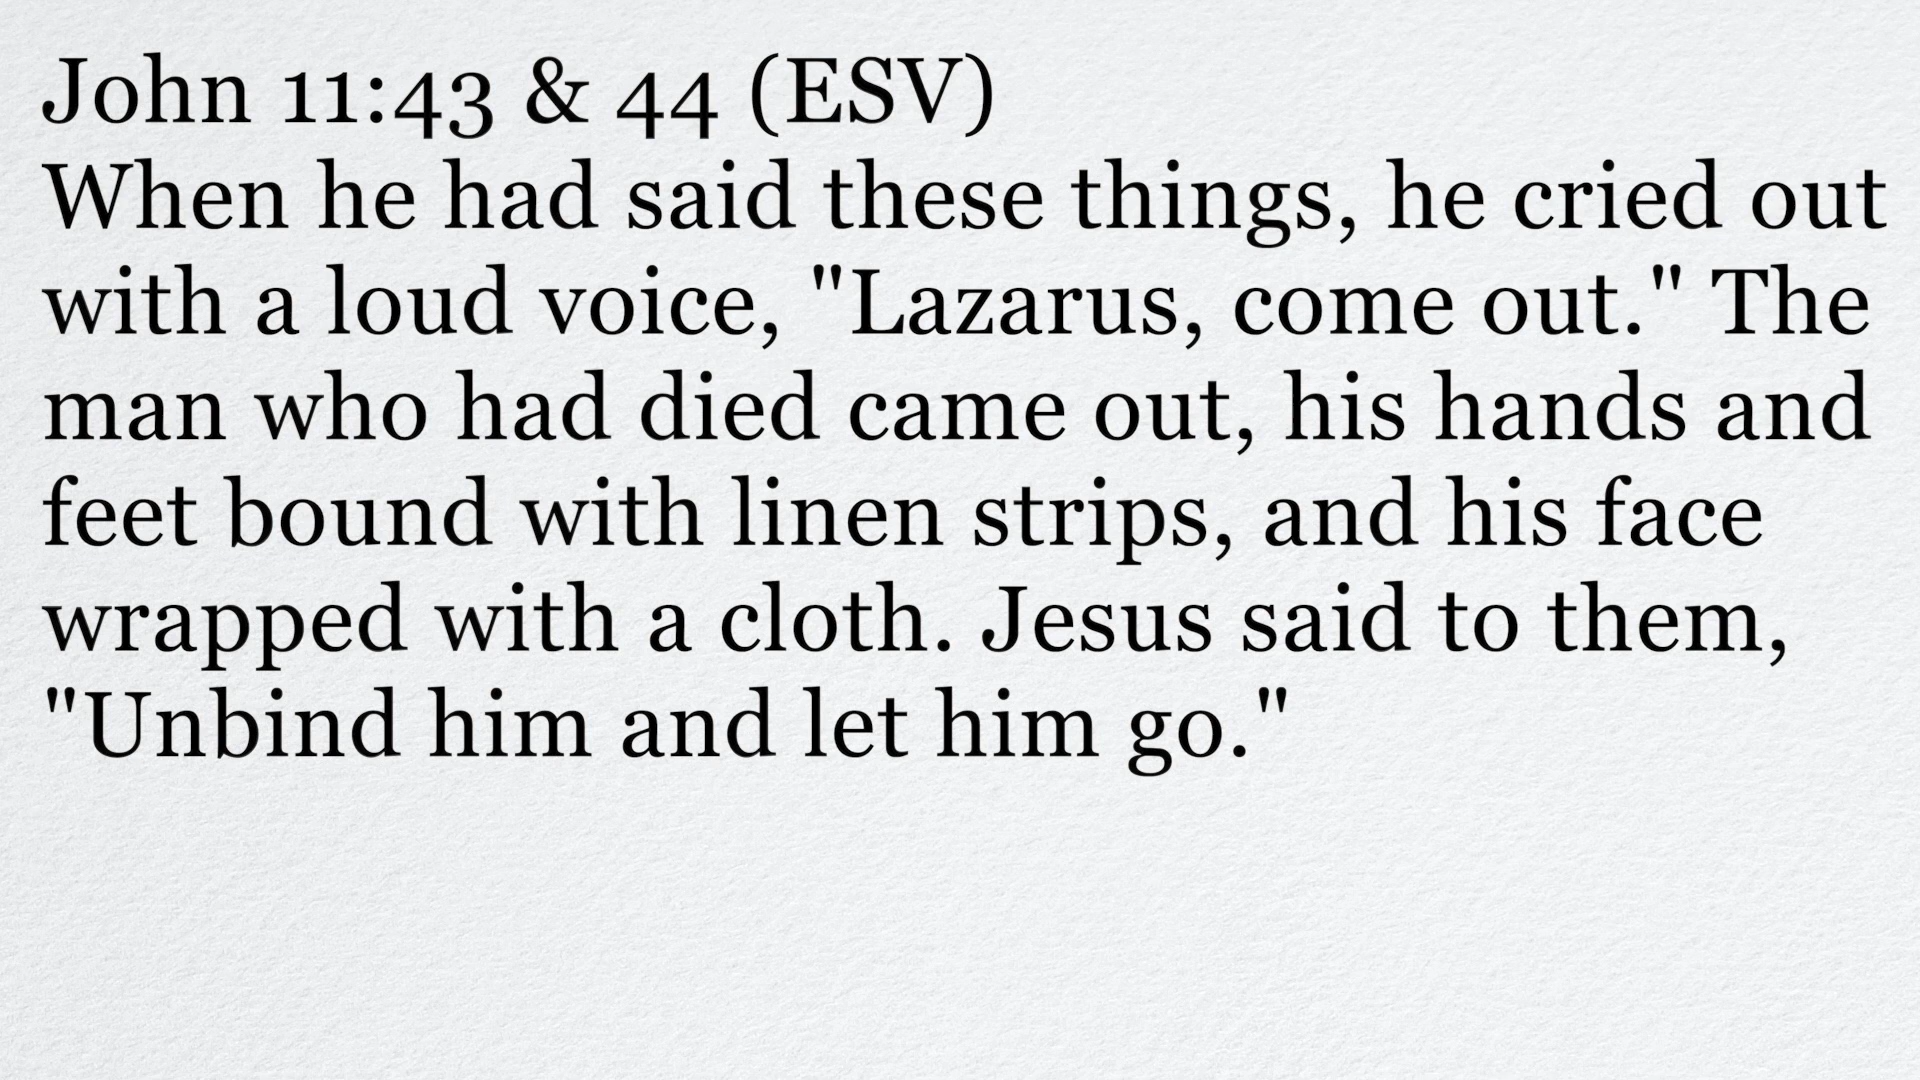 John 11:43 & 44 (ESV)
When he had said these things, he cried out
with a loud voice, "Lazarus, come out." The
man who had died came out, his hands and
feet bound with linen strips, and his face
wrapped with a cloth. Jesus said to them,
"Unbind him and let him go."